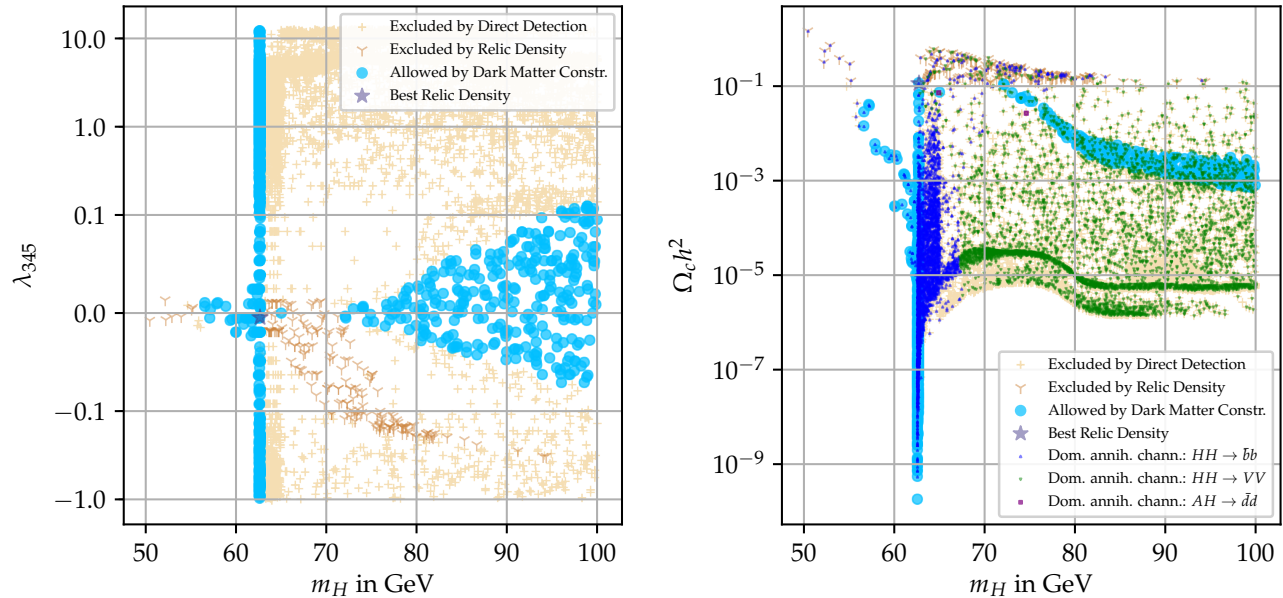 10.0
1.0
0.1
0.0
−0.1
−1.0
λ345
50
60
70
80
90
100
m_H in GeV
Excluded by Direct Detection
Excluded by Relic Density
Allowed by Dark Matter Constr.
Best Relic Density
10⁻¹
10⁻³
10⁻⁵
10⁻⁷
10⁻⁹
Ω_c h²
50
60
70
80
90
100
m_H in GeV
Excluded by Direct Detection
Excluded by Relic Density
Allowed by Dark Matter Constr.
Best Relic Density
Dom. annih. chann.: HH → b̄b
Dom. annih. chann.: HH → VV
Dom. annih. chann.: AH → d̄d